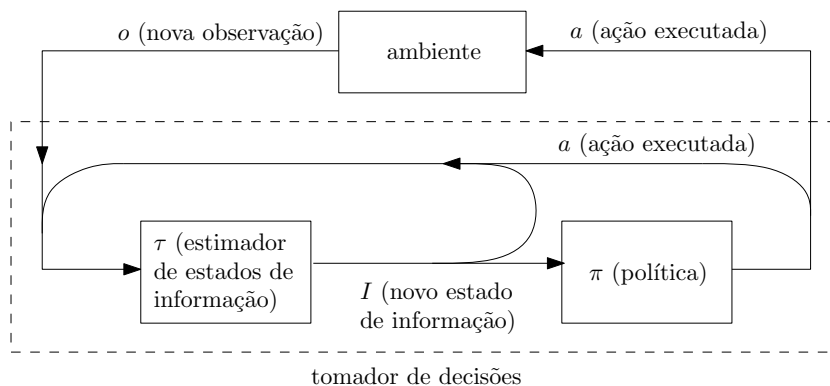 o (nova observação)
ambiente
a (ação executada)
a (ação executada)
τ (estimador
de estados de
informação)
I (novo estado
de informação)
π (política)
tomador de decisões